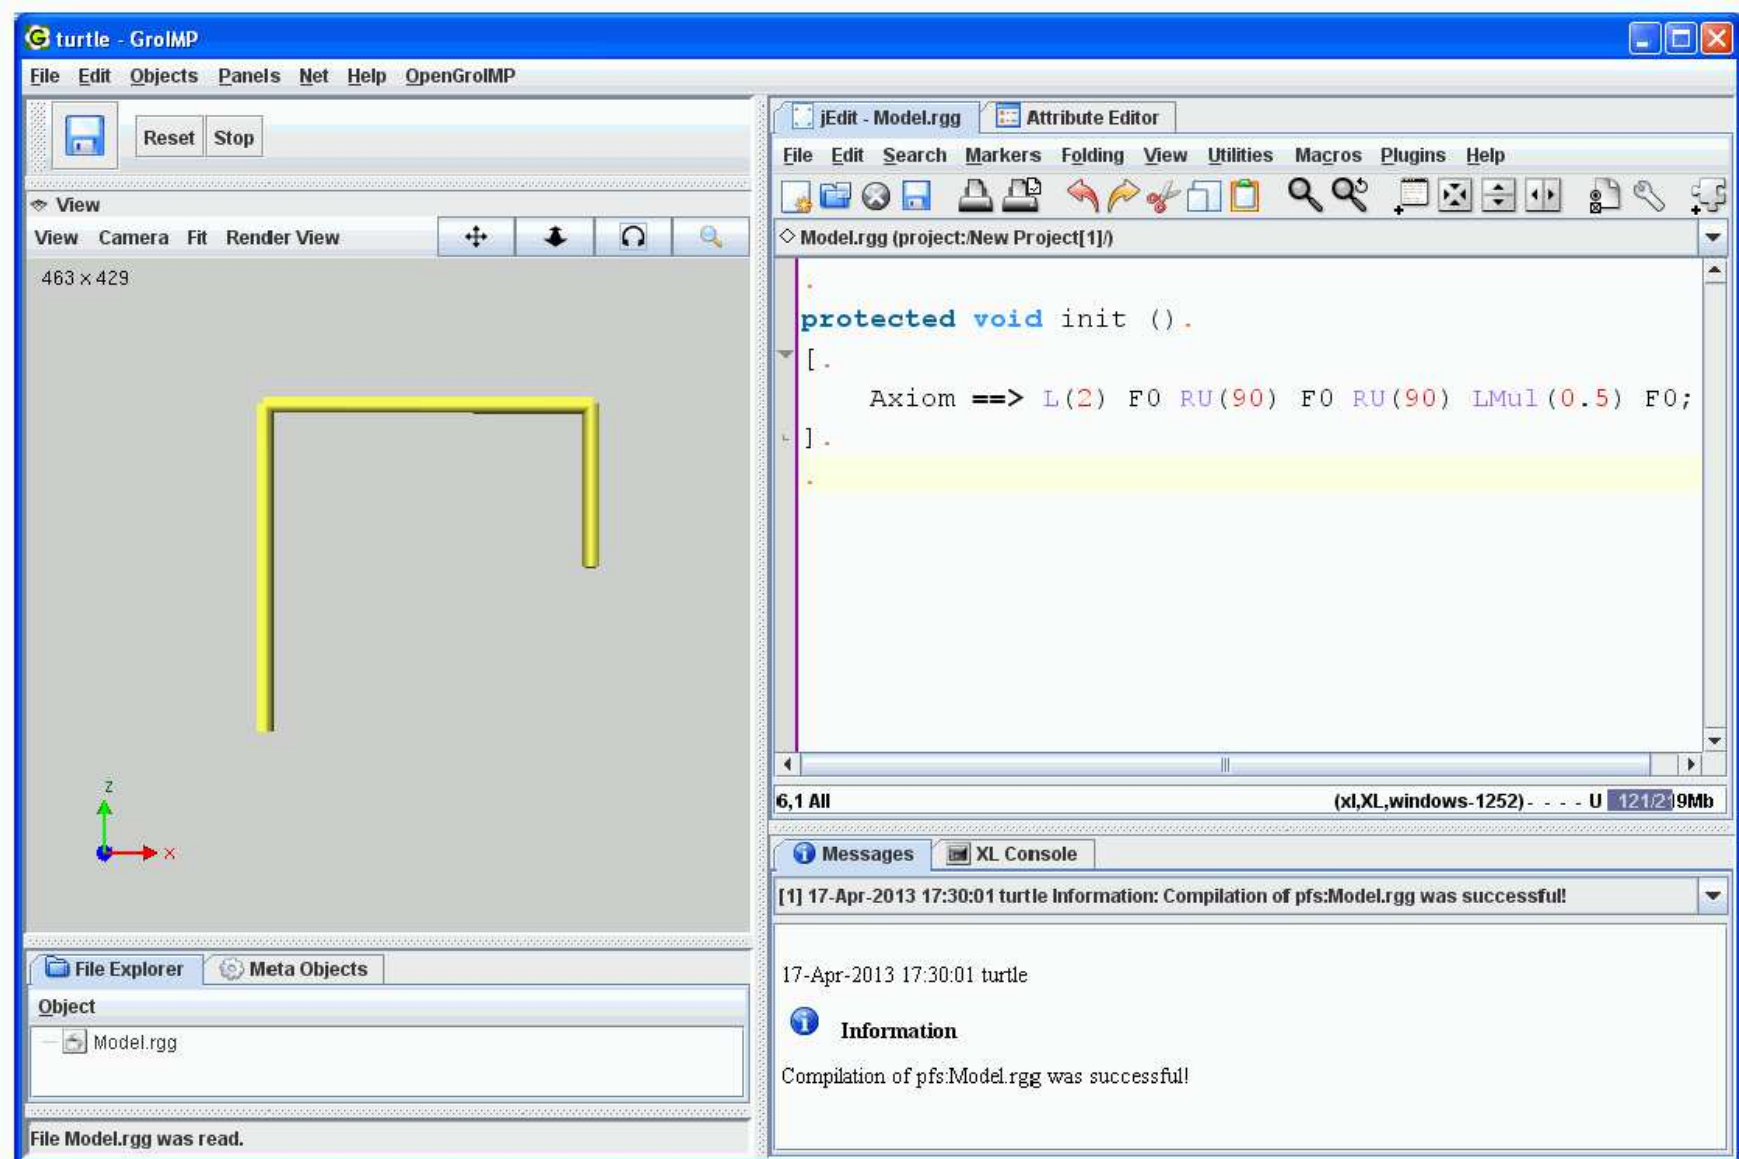 turtle - GroIMP
File Edit Objects Panels Net Help OpenGroIMP
Reset Stop
View
View Camera Fit Render View
463 × 429
z
x
File Explorer Meta Objects
Object
Model.rgg
File Model.rgg was read.
jEdit - Model.rgg Attribute Editor
File Edit Search Markers Folding View Utilities Macros Plugins Help
Model.rgg (project:/New Project[1]/)
.
protected void init ().
[.
Axiom ==> L(2) F0 RU(90) F0 RU(90) LMul(0.5) F0;
].
.
6,1 All (xl,XL,windows-1252) - - - - U 121/219Mb
Messages XL Console
[1] 17-Apr-2013 17:30:01 turtle Information: Compilation of pfs:Model.rgg was successful!
17-Apr-2013 17:30:01 turtle
Information
Compilation of pfs:Model.rgg was successful!